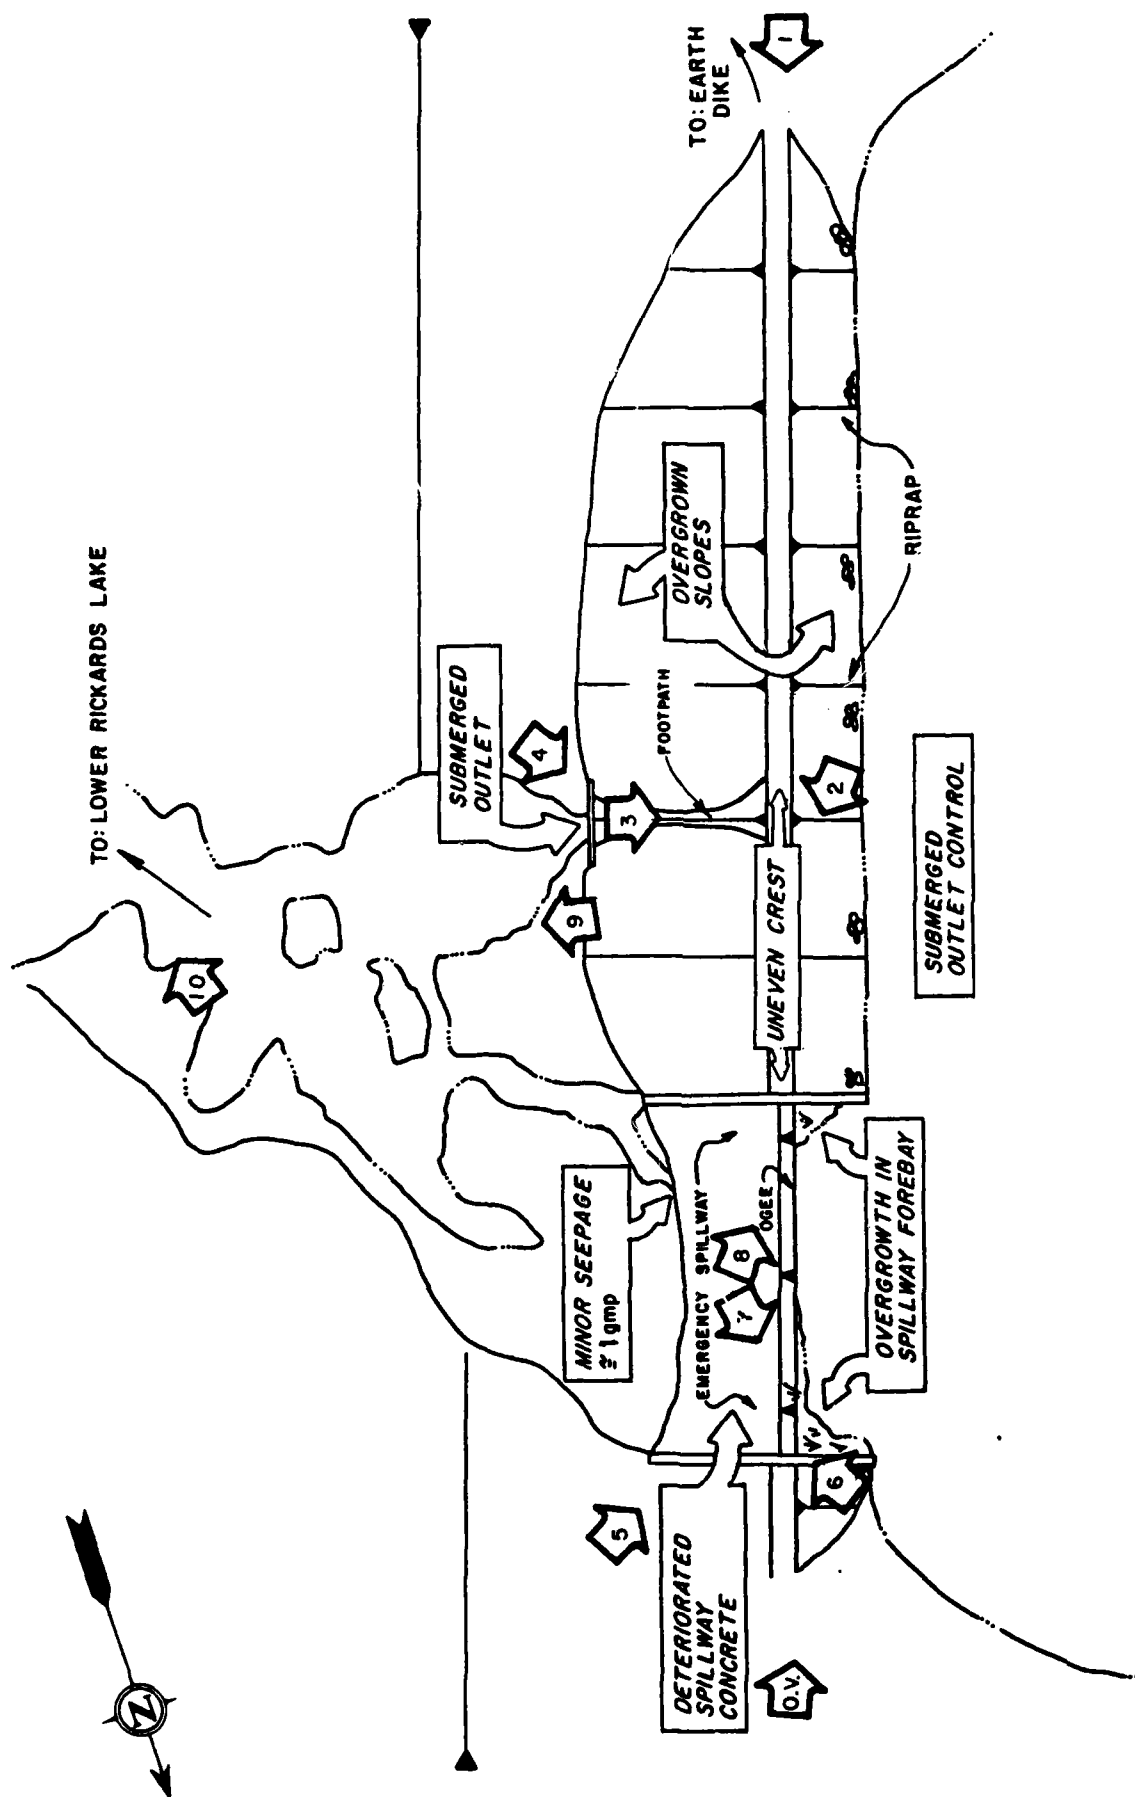 TO: LOWER RICKARDS LAKE
10
SUBMERGED
OUTLET
4
9
3
FOOTPATH
OVERGROWN
SLOPES
TO: EARTH
DIKE
1
UNEVEN CREST
2
RIPRAP
SUBMERGED
OUTLET CONTROL
MINOR SEEPAGE
≅ 1 gmp
EMERGENCY SPILLWAY
OGEE
7
8
5
6
DETERIORATED
SPILLWAY
CONCRETE
OVERGROWTH IN
SPILLWAY FOREBAY
O.V.
N